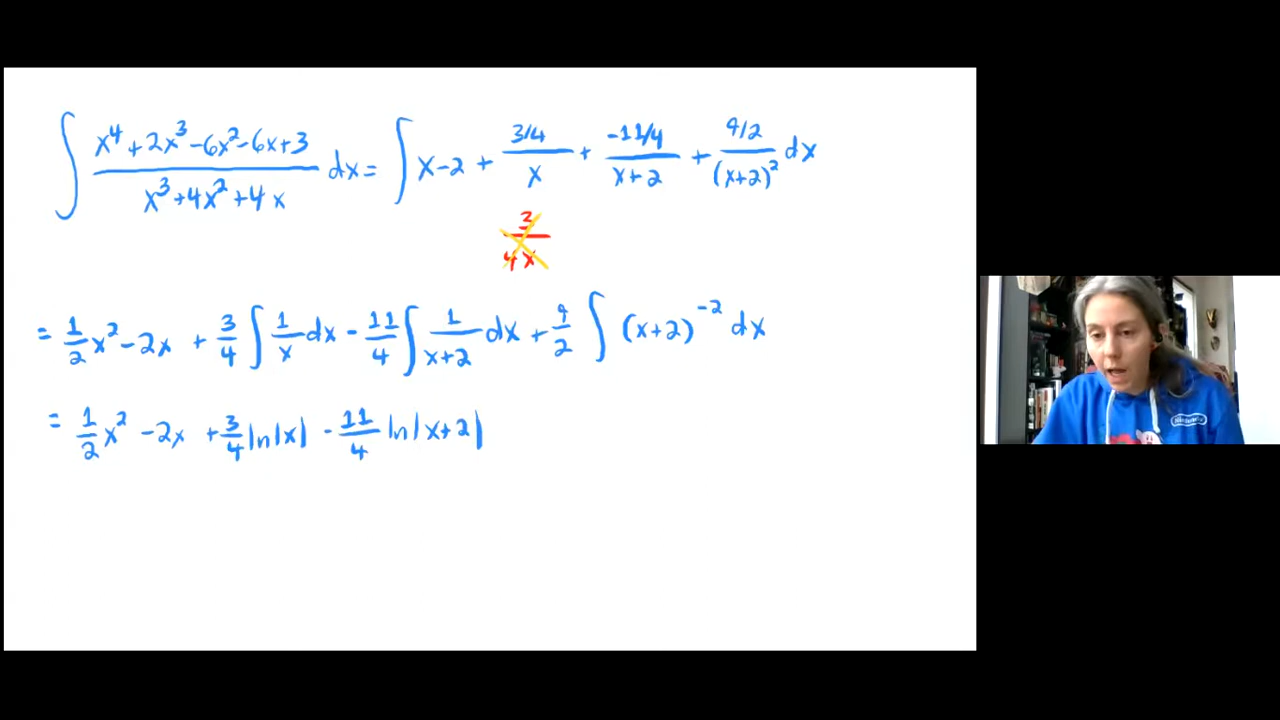 ∫ (x⁴+2x³-6x²-6x+3)/(x³+4x²+4x) dx = ∫ x-2 + (3/4)/x + (-11/4)/(x+2) + (9/2)/(x+2)² dx
3/(4x)
= 1/2 x² - 2x + 3/4 ∫ 1/x dx - 11/4 ∫ 1/(x+2) dx + 9/2 ∫ (x+2)⁻² dx
= 1/2 x² - 2x + 3/4 ln|x| - 11/4 ln|x+2|
Nintendo